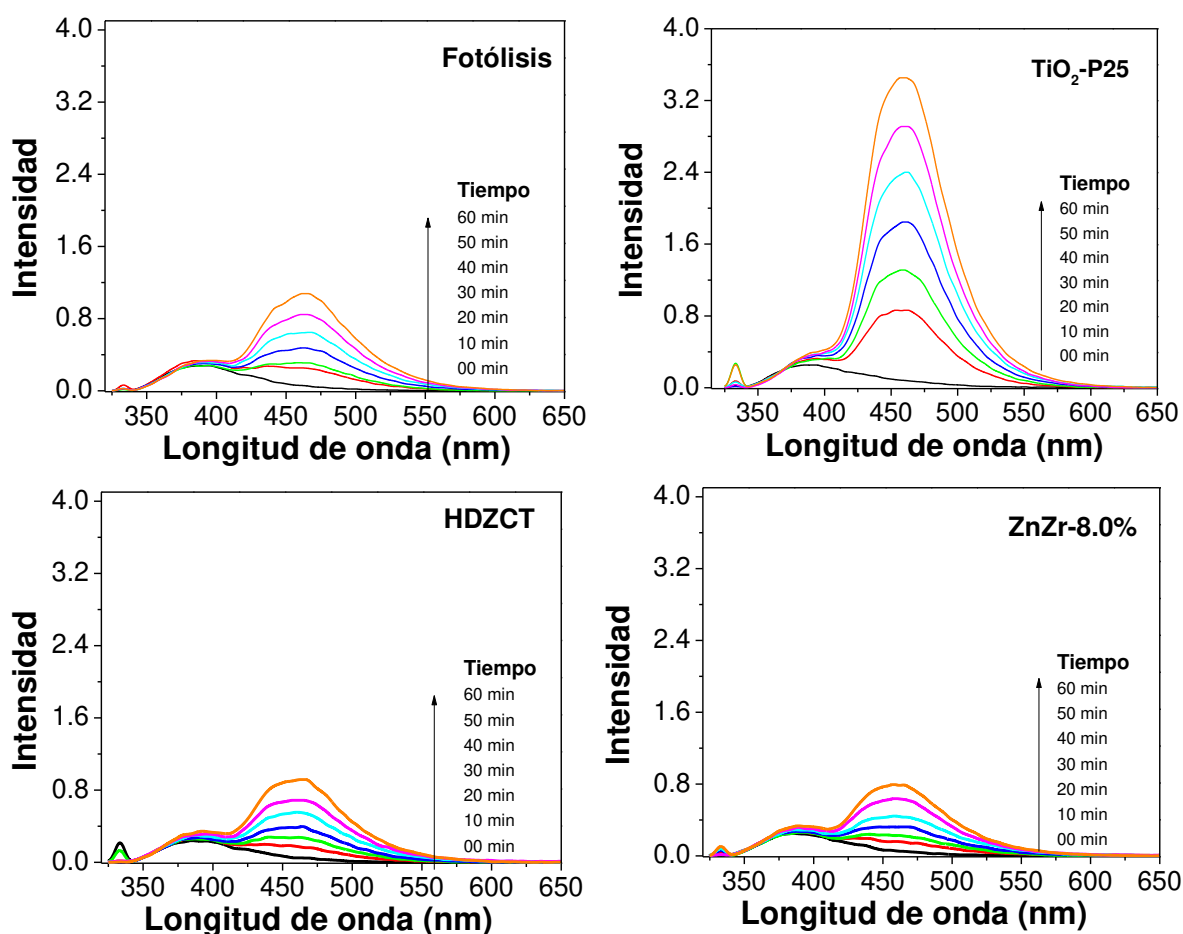 Fotólisis
Intensidad
4.0
3.2
2.4
1.6
0.8
0.0
Tiempo
60 min
50 min
40 min
30 min
20 min
10 min
00 min
350 400 450 500 550 600 650
Longitud de onda (nm)
TiO2-P25
Intensidad
4.0
3.2
2.4
1.6
0.8
0.0
Tiempo
60 min
50 min
40 min
30 min
20 min
10 min
00 min
350 400 450 500 550 600 650
Longitud de onda (nm)
HDZCT
Intensidad
4.0
3.2
2.4
1.6
0.8
0.0
Tiempo
60 min
50 min
40 min
30 min
20 min
10 min
00 min
350 400 450 500 550 600 650
Longitud de onda (nm)
ZnZr-8.0%
Intensidad
4.0
3.2
2.4
1.6
0.8
0.0
Tiempo
60 min
50 min
40 min
30 min
20 min
10 min
00 min
350 400 450 500 550 600 650
Longitud de onda (nm)